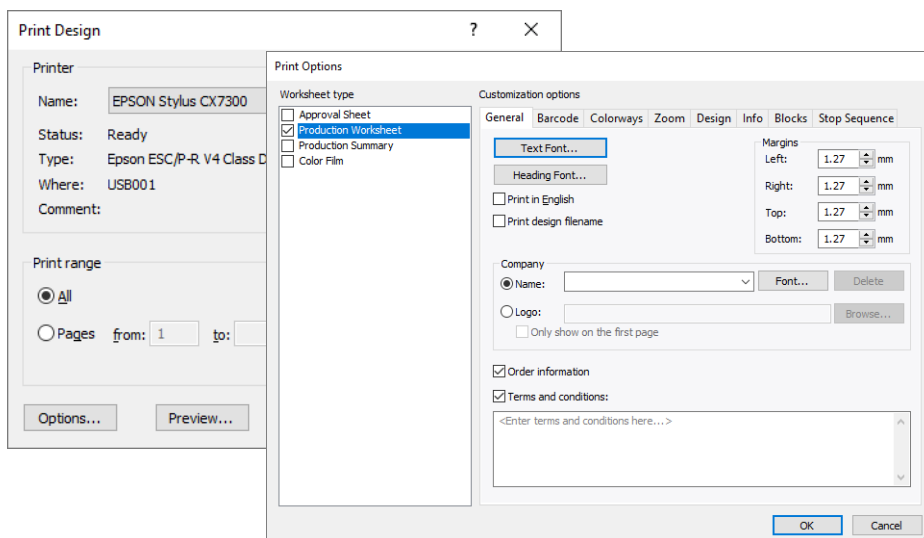 Print Design
?
Printer
Name: EPSON Stylus CX7300
Status: Ready
Type: Epson ESC/P-R V4 Class D
Where: USB001
Comment:
Print range
All
Pages from: 1 to:
Options... Preview...
Print Options
Worksheet type
Approval Sheet
Production Worksheet
Production Summary
Color Film
Customization options
General Barcode Colorways Zoom Design Info Blocks Stop Sequence
Text Font...
Heading Font...
Print in English
Print design filename
Margins
Left: 1.27 mm
Right: 1.27 mm
Top: 1.27 mm
Bottom: 1.27 mm
Company
Name: Font... Delete
Logo: Browse...
Only show on the first page
Order information
Terms and conditions:
<Enter terms and conditions here...>
OK Cancel